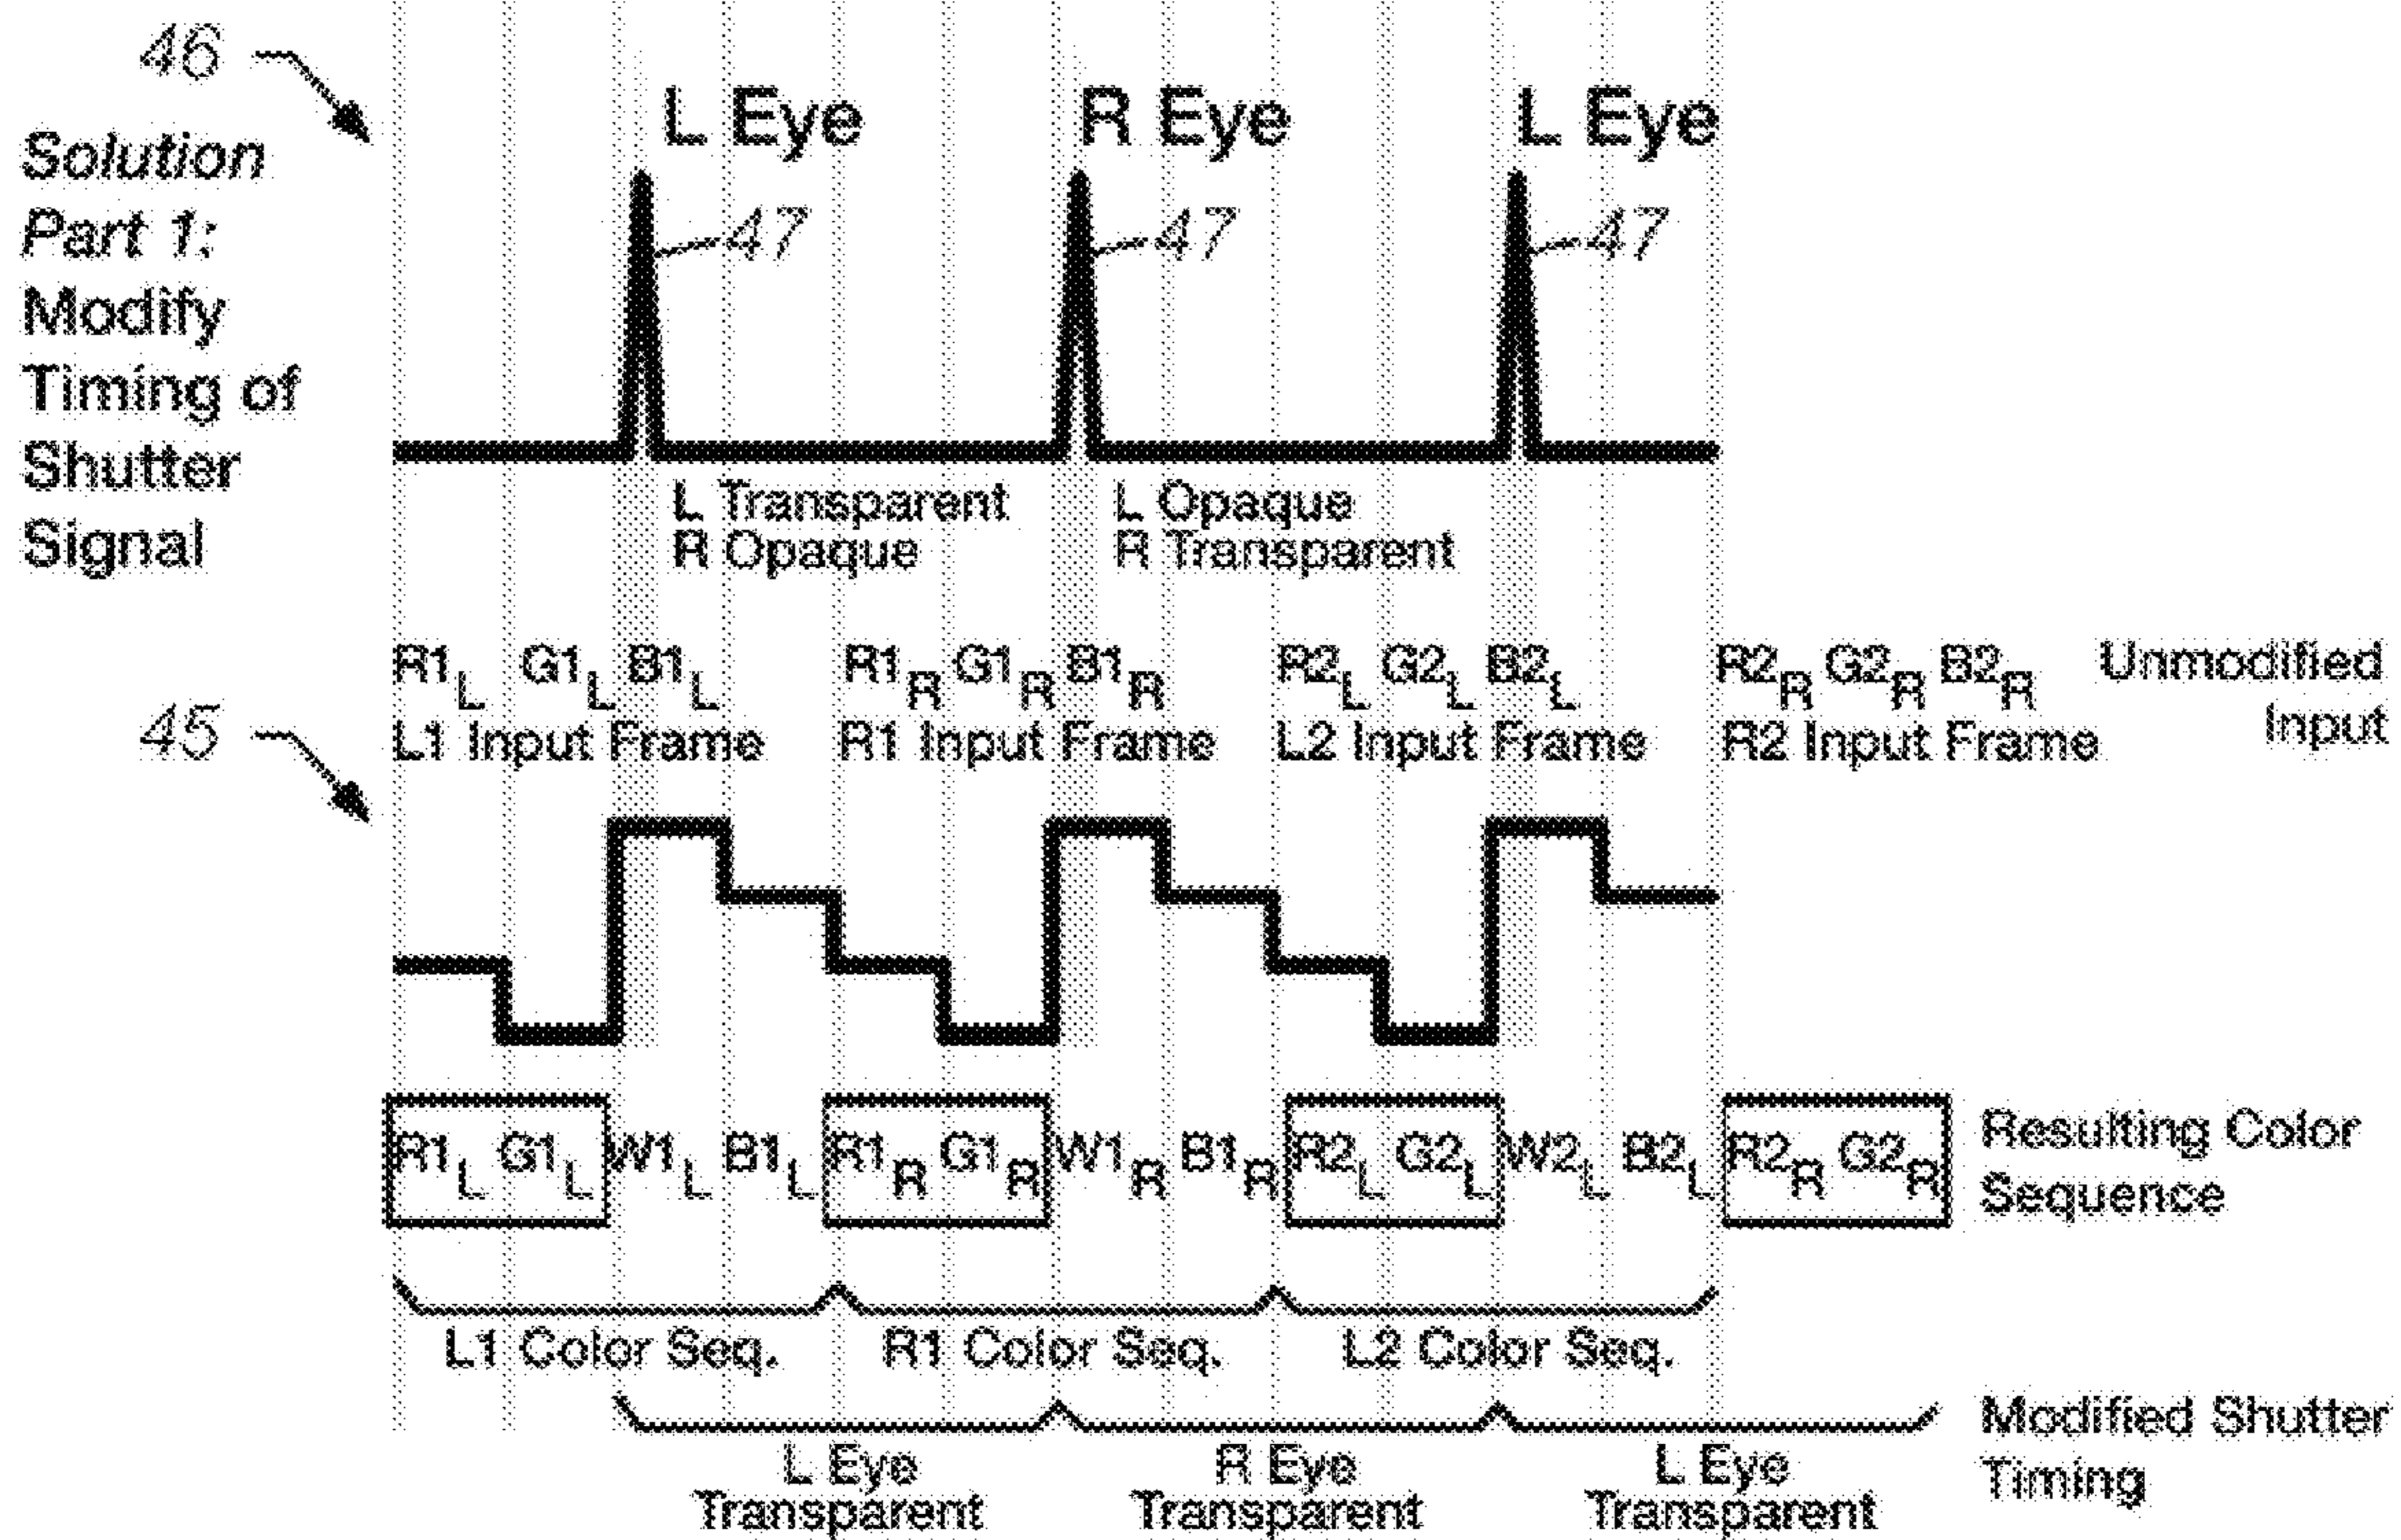 46
Solution
Part 1:
Modify
Timing of
Shutter
Signal
L Eye R Eye L Eye
47 47 47
L Transparent L Opaque
R Opaque R Transparent
R1L G1L B1L R1R G1R B1R R2L G2L B2L R2R G2R B2R Unmodified
L1 Input Frame R1 Input Frame L2 Input Frame R2 Input Frame Input
45
R1L G1L W1L B1L R1R G1R W1R B1R R2L G2L W2L B2L R2R G2R Resulting Color
Sequence
L1 Color Seq. R1 Color Seq. L2 Color Seq.
Modified Shutter
Timing
L Eye R Eye L Eye
Transparent Transparent Transparent